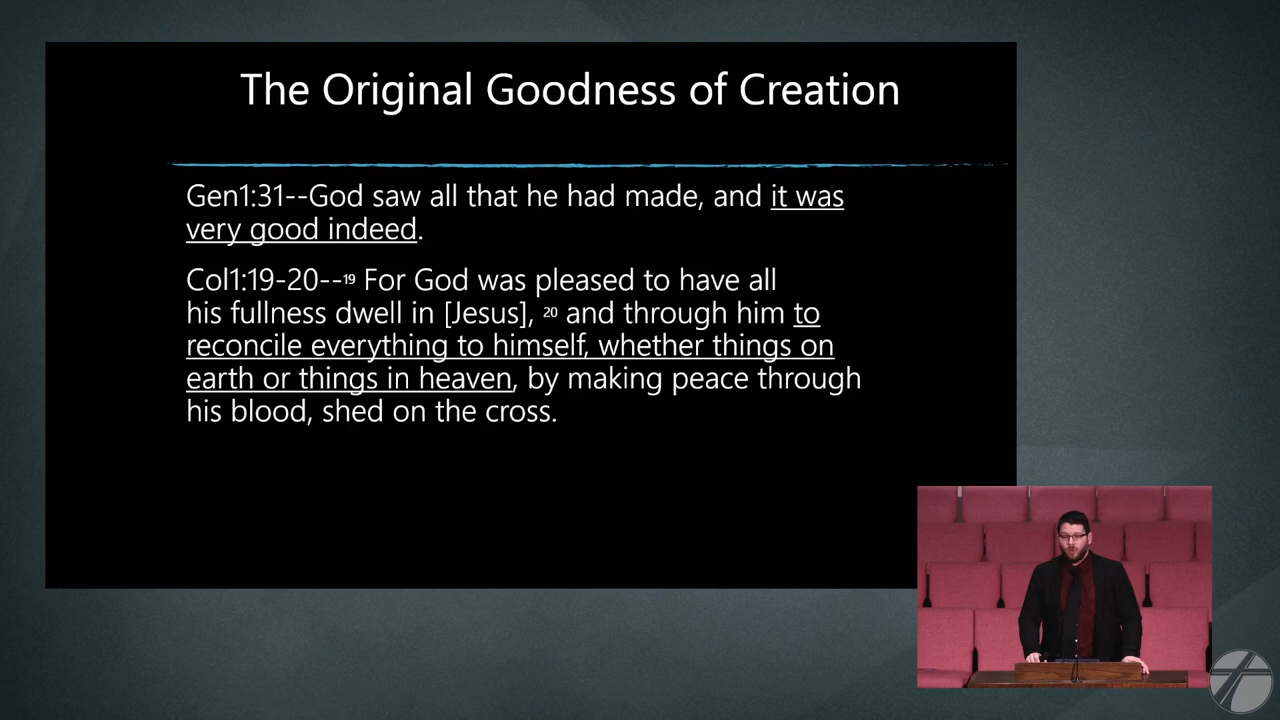 The Original Goodness of Creation
Gen1:31--God saw all that he had made, and it was
very good indeed.
Col1:19-20--19 For God was pleased to have all
his fullness dwell in [Jesus], 20 and through him to
reconcile everything to himself, whether things on
earth or things in heaven, by making peace through
his blood, shed on the cross.